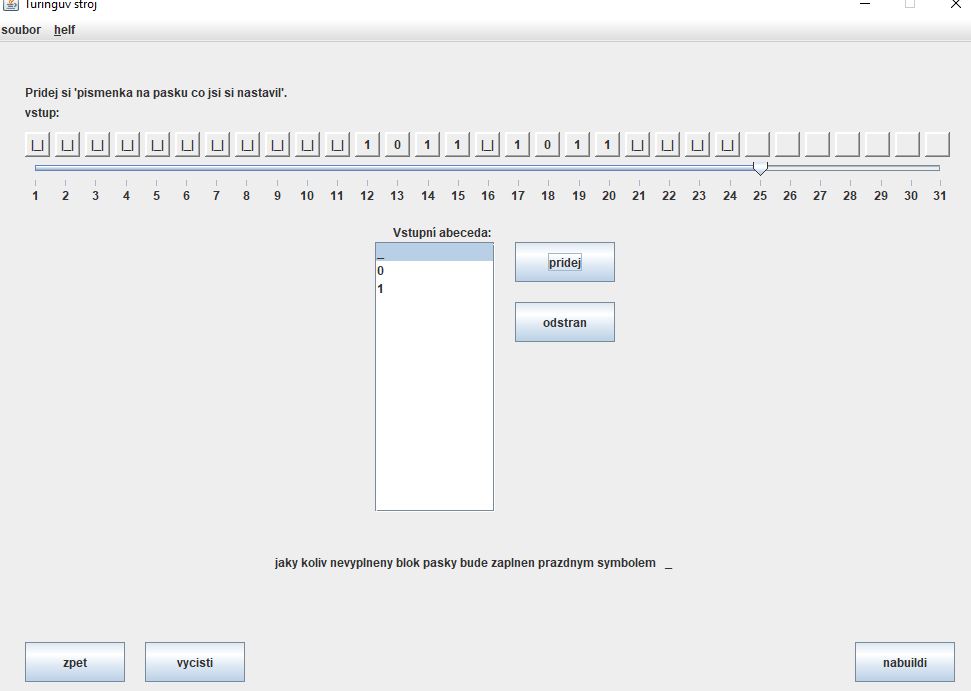 Turinguv stroj
soubor helf
Pridej si 'pismenka na pasku co jsi si nastavil'.
vstup:
|_| |_| |_| |_| |_| |_| |_| |_| |_| |_| |_| 1 0 1 1 |_| 1 0 1 1 |_| |_| |_| |_|
1 2 3 4 5 6 7 8 9 10 11 12 13 14 15 16 17 18 19 20 21 22 23 24 25 26 27 28 29 30 31
Vstupní abeceda:
_
pridej
0
1
odstran
jaky koliv nevyplneny blok pasky bude zaplnen prazdnym symbolem _
zpet vycisti nabuildi